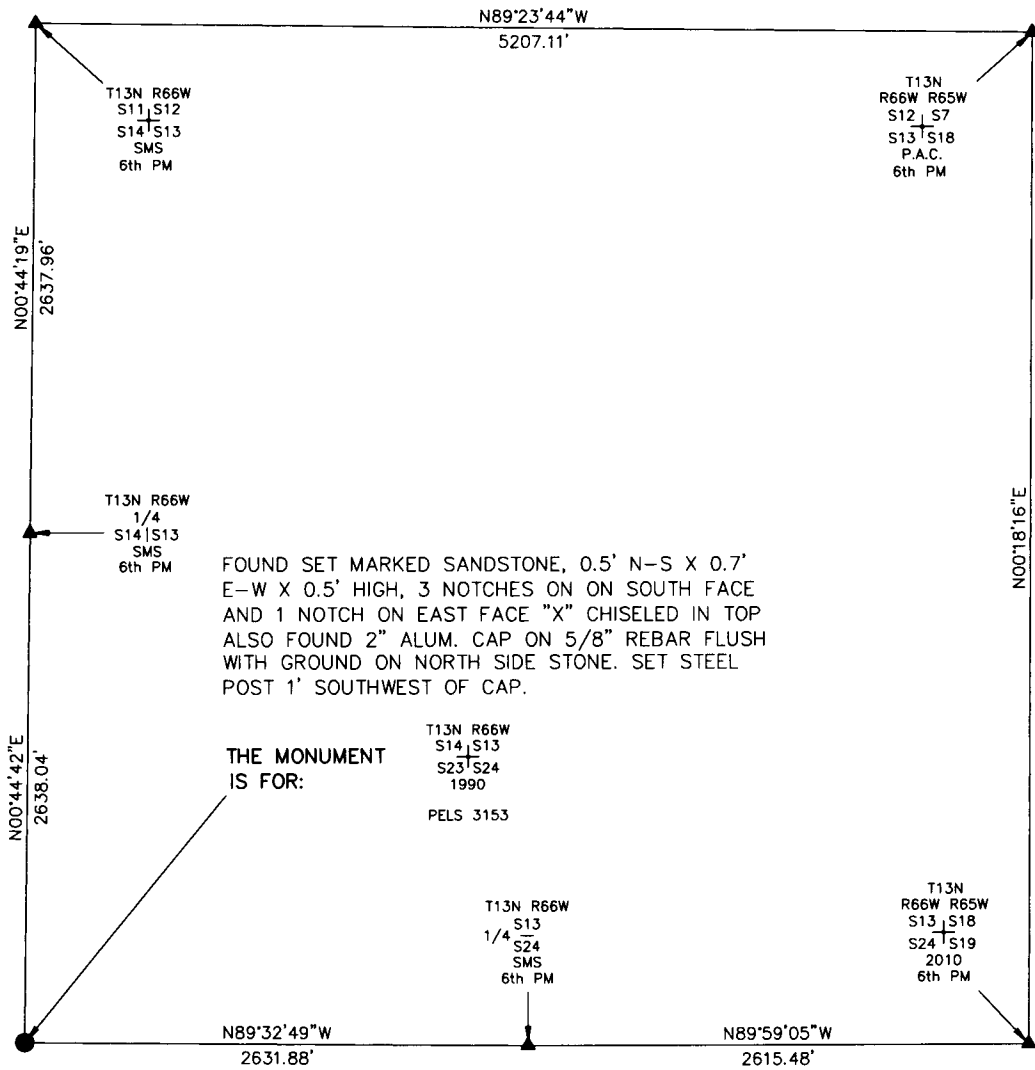 N89°23'44"W
5207.11'
T13N R66W
S11 S12
S14 S13
SMS
6th PM
T13N
R66W R65W
S12 S7
S13 S18
P.A.C.
6th PM
N00°44'19"E
2637.96'
T13N R66W
1/4
S14 S13
SMS
6th PM
N00°18'16"E
FOUND SET MARKED SANDSTONE, 0.5' N-S X 0.7'
E-W X 0.5' HIGH, 3 NOTCHES ON ON SOUTH FACE
AND 1 NOTCH ON EAST FACE "X" CHISELED IN TOP
ALSO FOUND 2" ALUM. CAP ON 5/8" REBAR FLUSH
WITH GROUND ON NORTH SIDE STONE. SET STEEL
POST 1' SOUTHWEST OF CAP.
N00°44'42"E
2638.04'
THE MONUMENT
IS FOR:
T13N R66W
S14 S13
S23 S24
1990
PELS 3153
T13N R66W
S13
1/4
S24
SMS
6th PM
T13N
R66W R65W
S13 S18
S24 S19
2010
6th PM
N89°32'49"W
2631.88'
N89°59'05"W
2615.48'